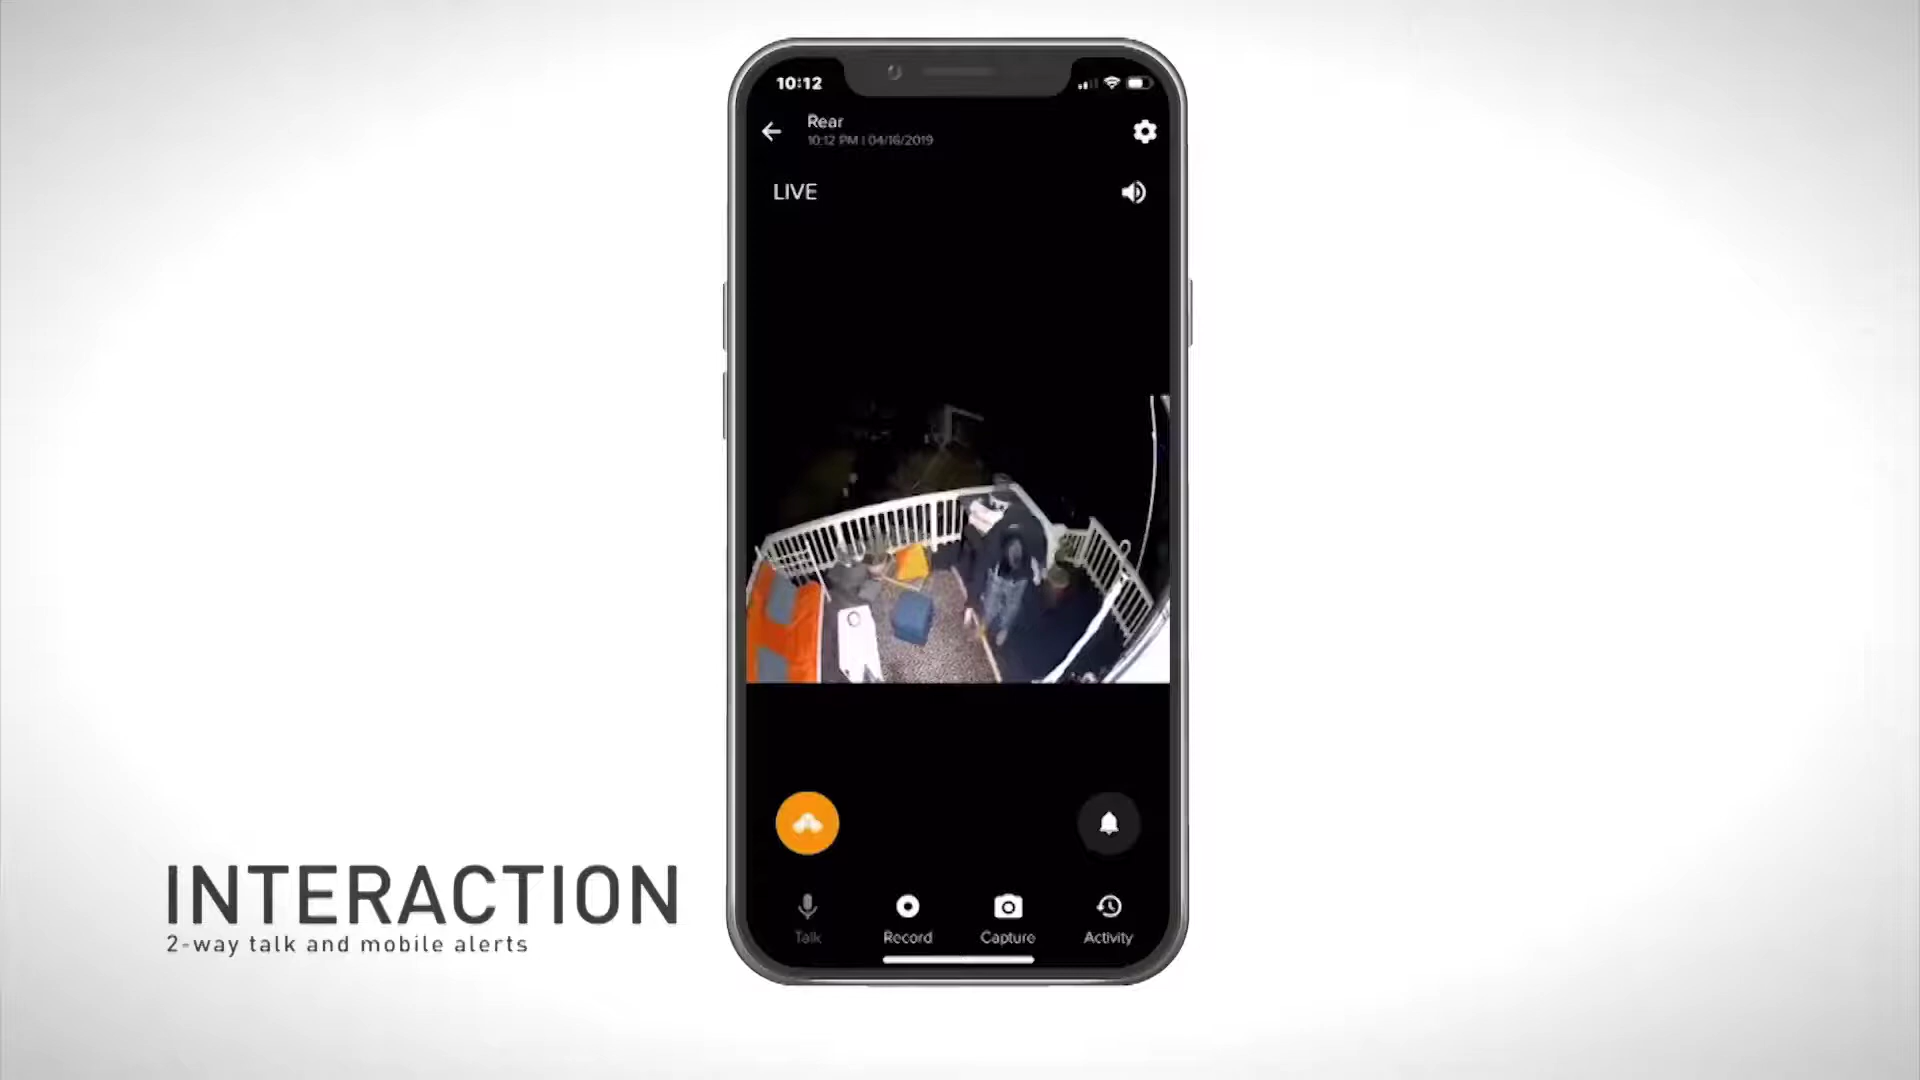 10:12
Rear
10:12 PM | 04/16/2019
LIVE
Talk
Record
Capture
Activity
INTERACTION
2-way talk and mobile alerts